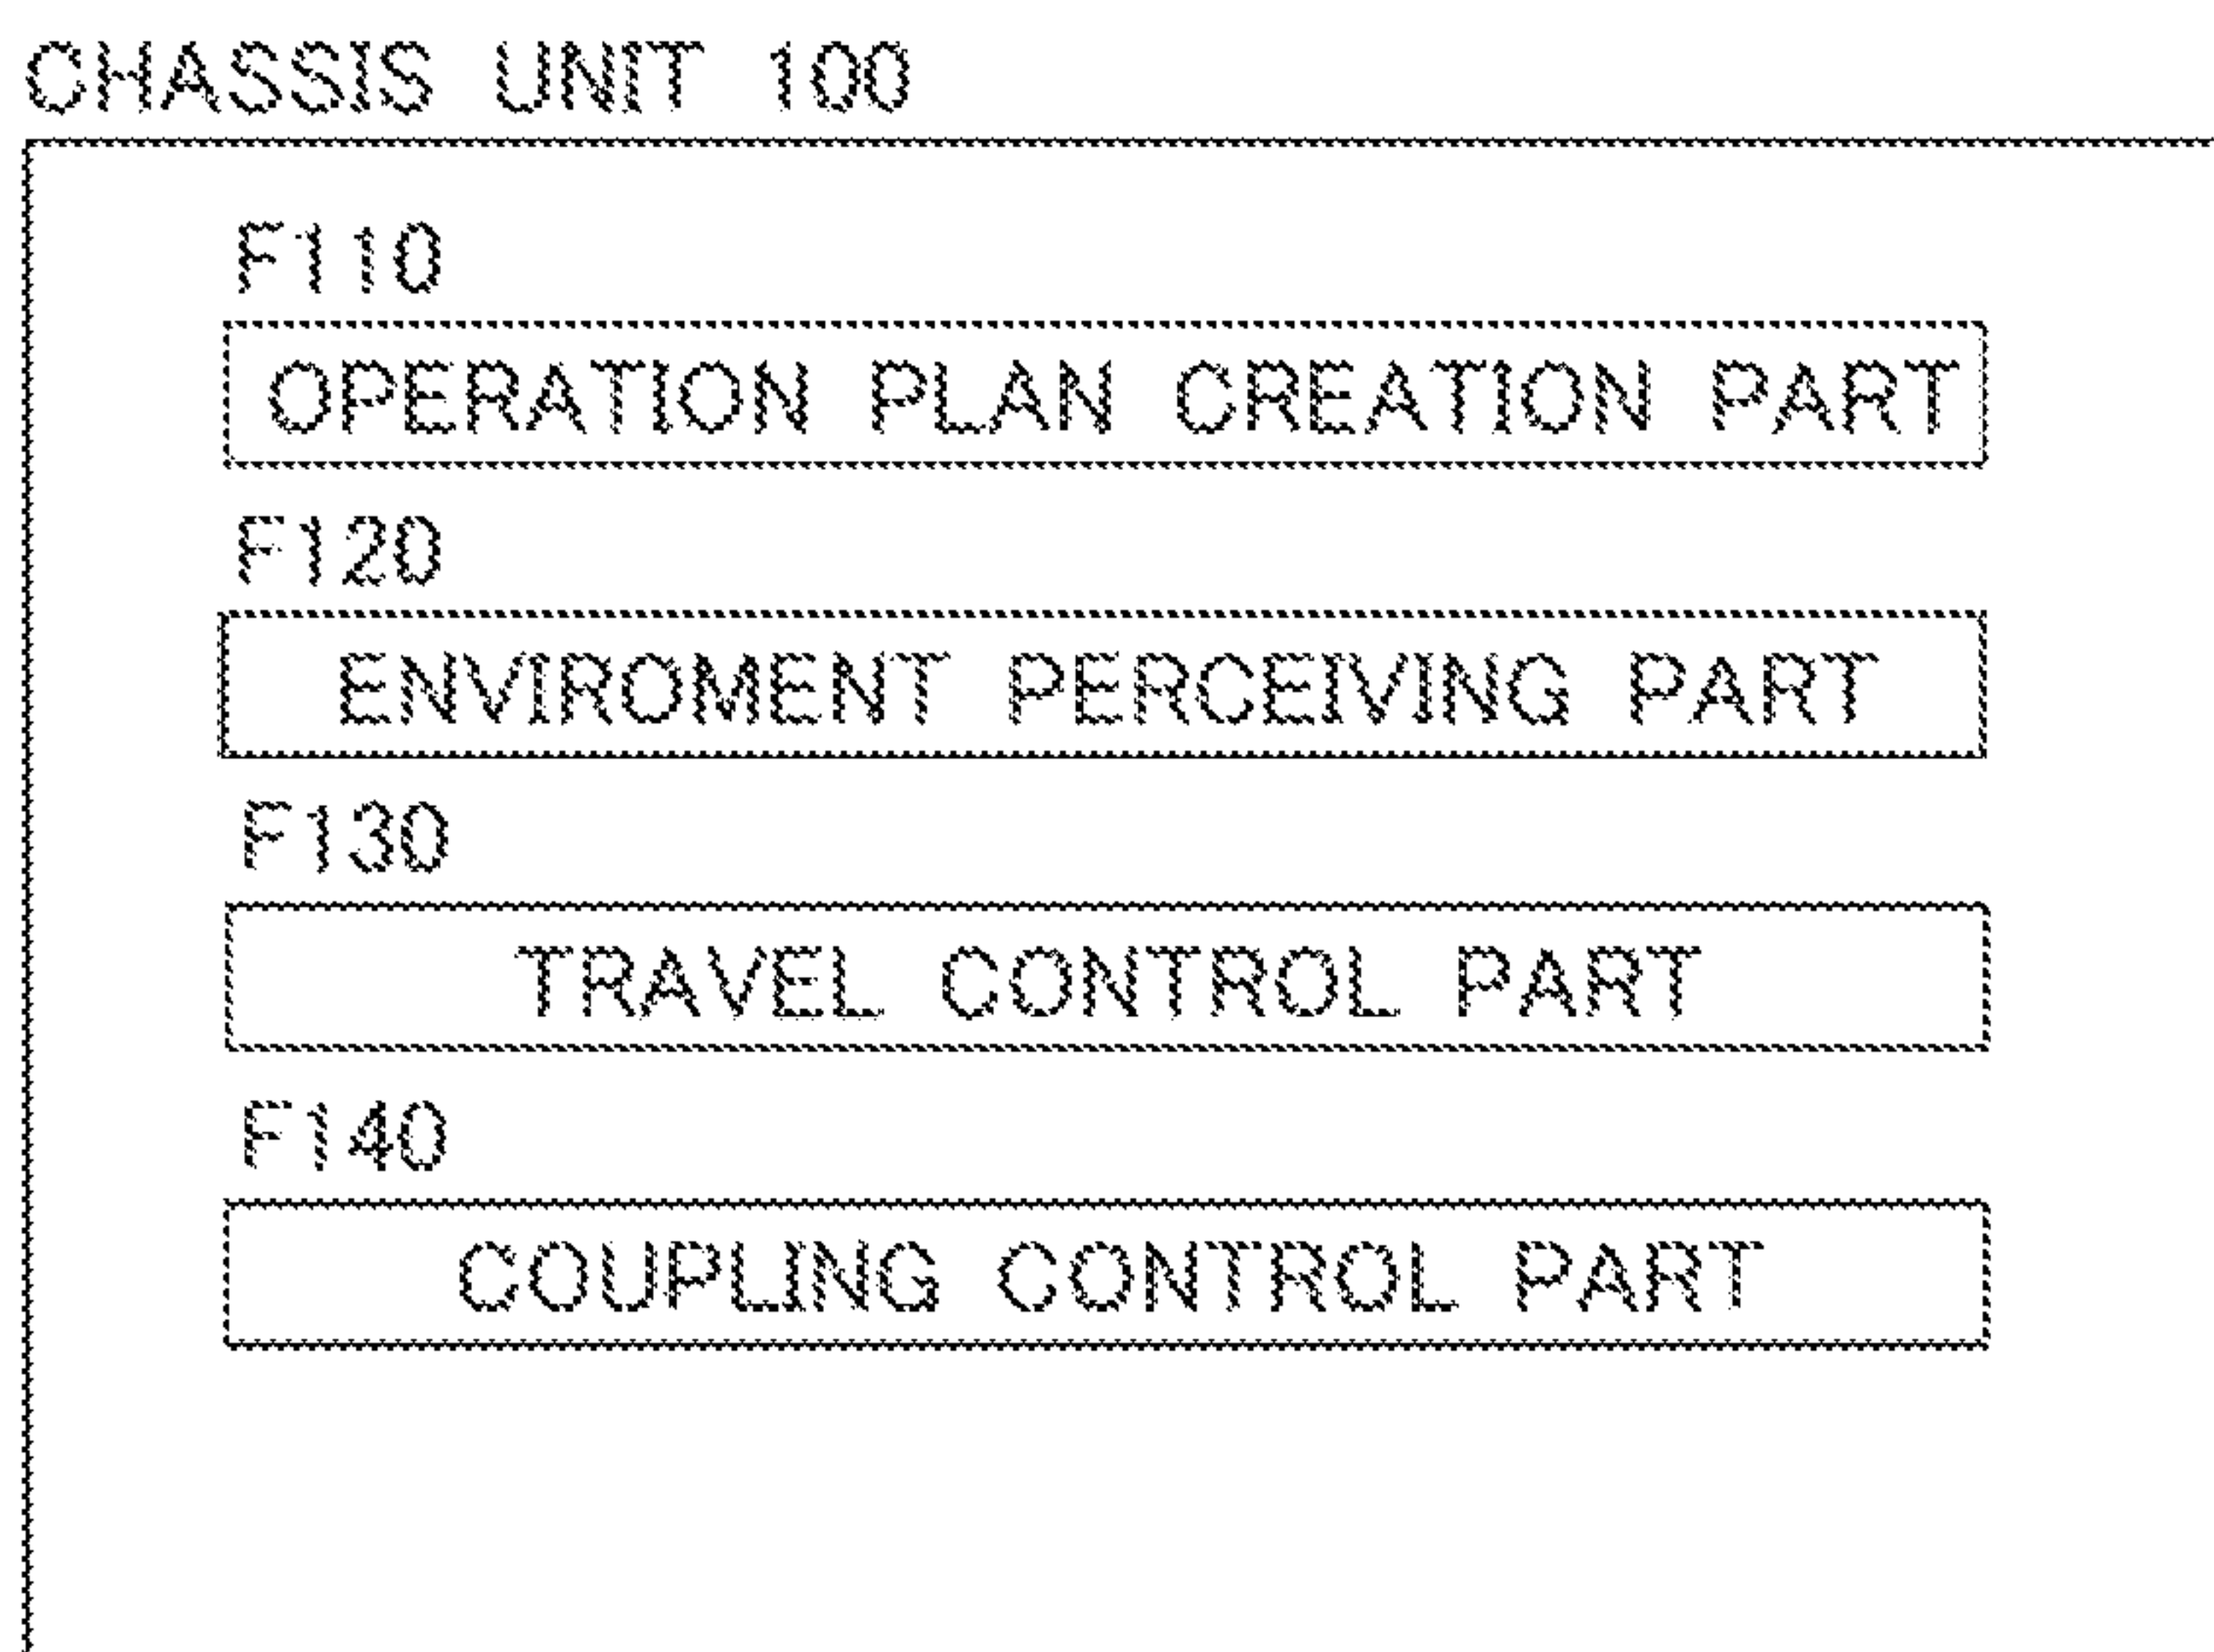 CHASSIS UNIT 100
F110
OPERATION PLAN CREATION PART
F120
ENVIROMENT PERCEIVING PART
F130
TRAVEL CONTROL PART
F140
COUPLING CONTROL PART